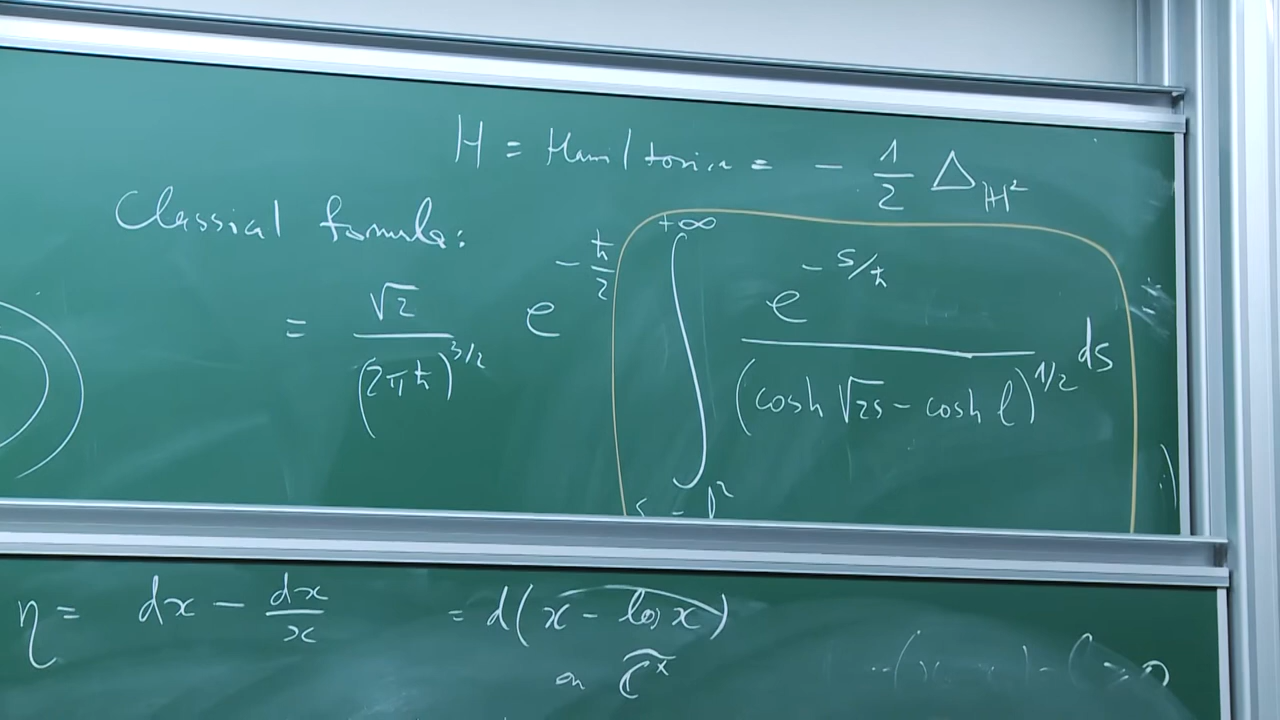 H = Hamiltonian = - 1/2 Δ_{ℍ²}
Classical formula:
= √2/(2πħ)^{3/2} e^{-ħ/2} ∫_{s = l²}^{+∞} e^{-s/ħ}/(cosh √2s - cosh l)^{1/2} ds
η = dx - dx/x = d(x - log x)
on \widetilde{ℂ^×}